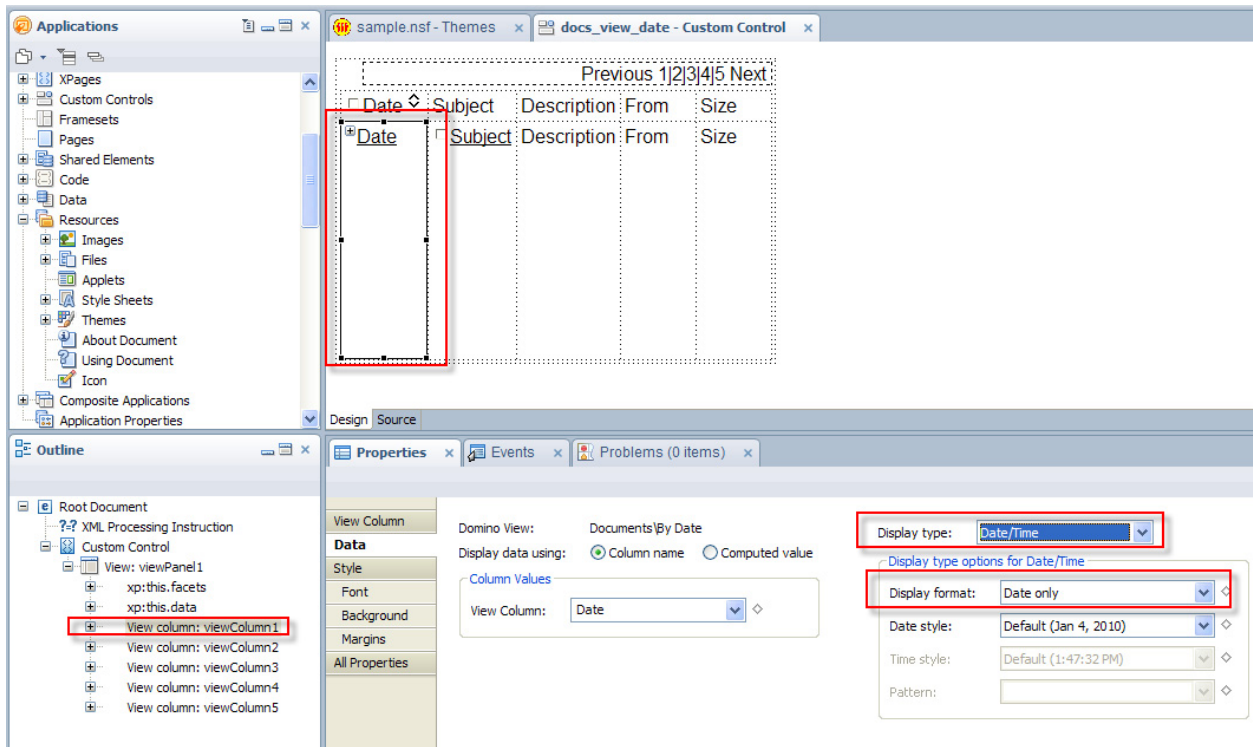 Applications
XPages
Custom Controls
Framesets
Pages
Shared Elements
Code
Data
Resources
Images
Files
Applets
Style Sheets
Themes
About Document
Using Document
Icon
Composite Applications
Application Properties
sample.nsf - Themes
docs_view_date - Custom Control
Previous 1|2|3|4|5 Next
Date Subject Description From Size
Date Subject Description From Size
Design Source
Outline
Root Document
?=? XML Processing Instruction
Custom Control
View: viewPanel1
xp:this.facets
xp:this.data
View column: viewColumn1
View column: viewColumn2
View column: viewColumn3
View column: viewColumn4
View column: viewColumn5
Properties Events Problems (0 items)
View Column
Data
Style
Font
Background
Margins
All Properties
Domino View: Documents\By Date
Display data using: Column name Computed value
Column Values
View Column: Date
Display type: Date/Time
Display type options for Date/Time
Display format: Date only
Date style: Default (Jan 4, 2010)
Time style: Default (1:47:32 PM)
Pattern: